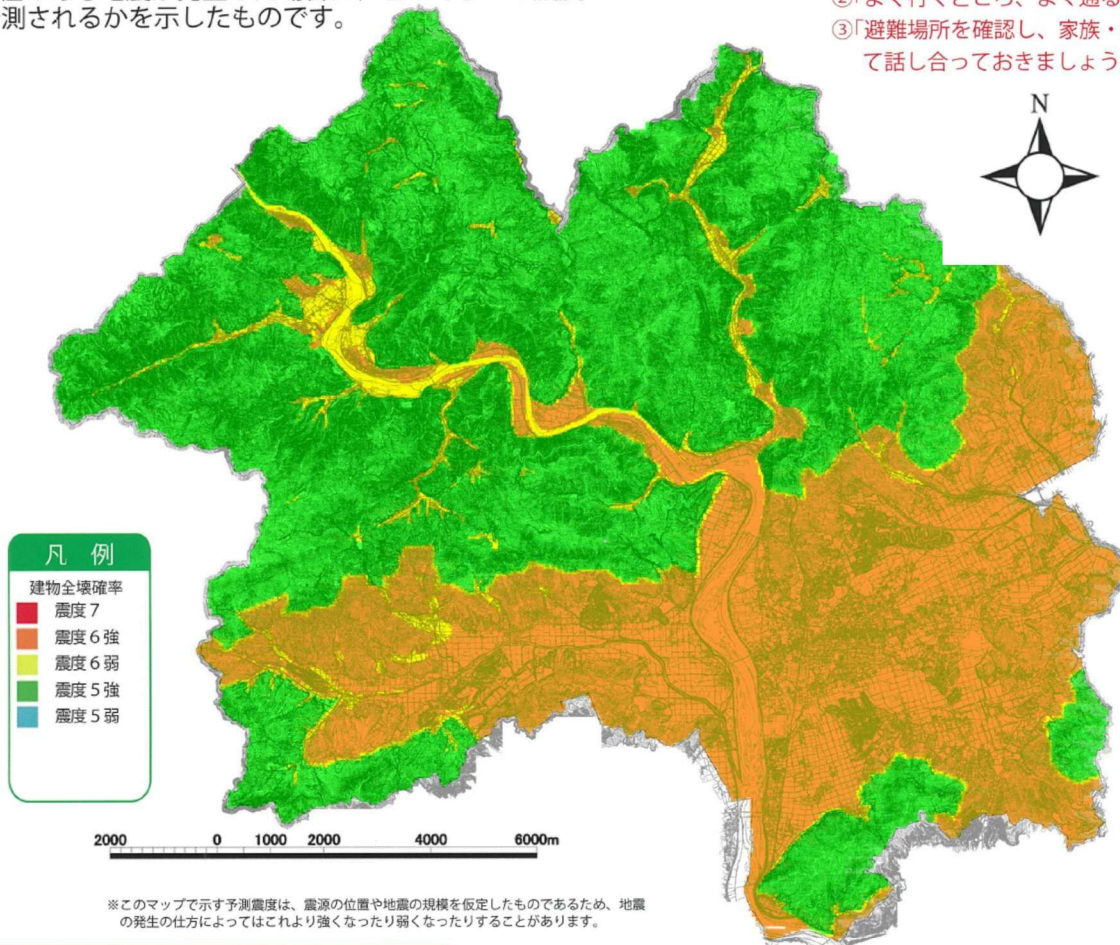 測されるかを示したものです。
③「避難場所を確認し、家族・
て話し合っておきましょう
N
凡 例
建物全壊確率
震度7
震度6強
震度6弱
震度5強
震度5弱
2000 0 1000 2000 4000 6000m
※このマップで示す予測震度は、震源の位置や地震の規模を仮定したものであるため、地震
の発生の仕方によってはこれより強くなったり弱くなったりすることがあります。